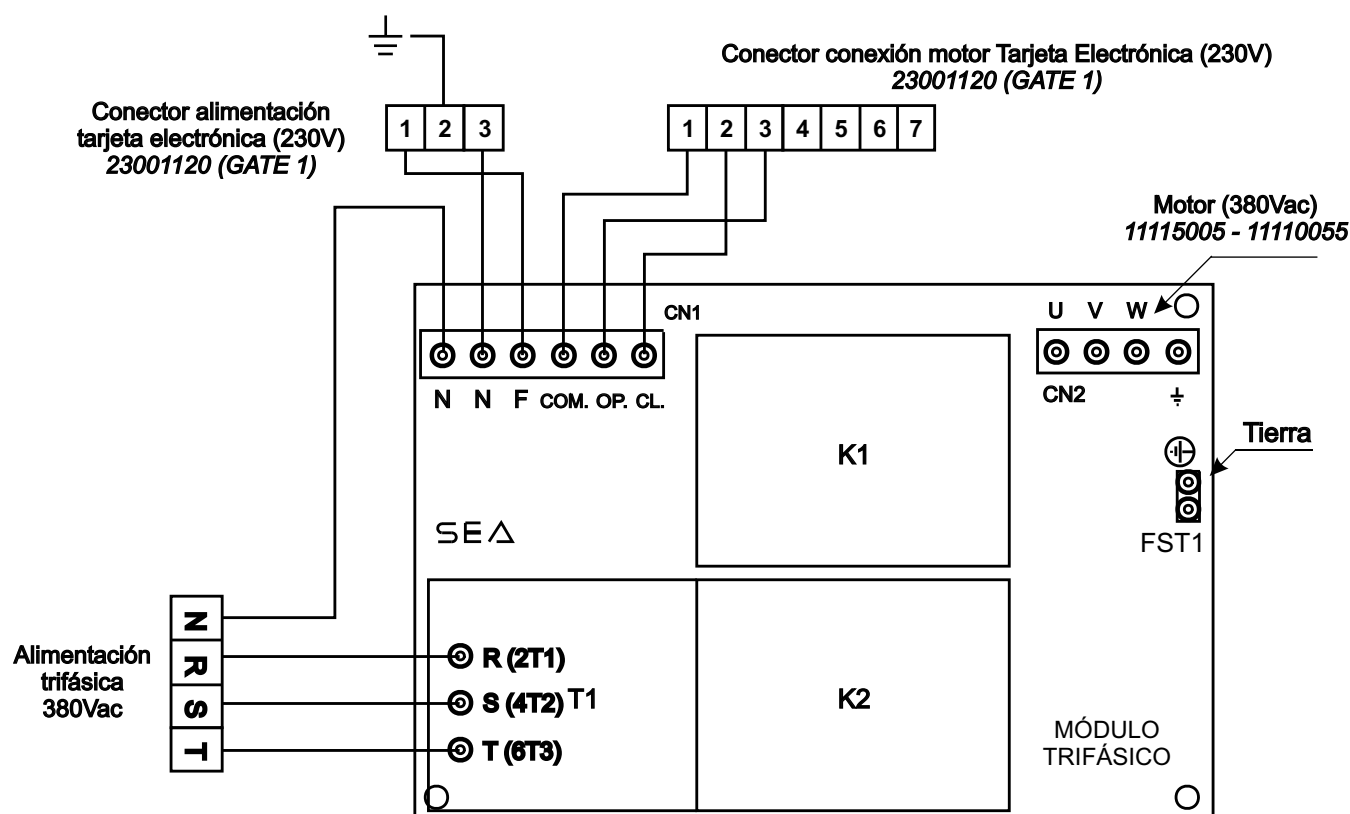 Conector conexión motor Tarjeta Electrónica (230V)
23001120 (GATE 1)
Conector alimentación
tarjeta electrónica (230V)
23001120 (GATE 1)
1 2 3
1 2 3 4 5 6 7
Motor (380Vac)
11115005 - 11110055
CN1
U V W
N N F COM. OP. CL.
CN2
K1
Tierra
SEA
FST1
Alimentación
trifásica
380Vac
N
R
S
T
R (2T1)
S (4T2) T1
T (6T3)
K2
MÓDULO
TRIFÁSICO